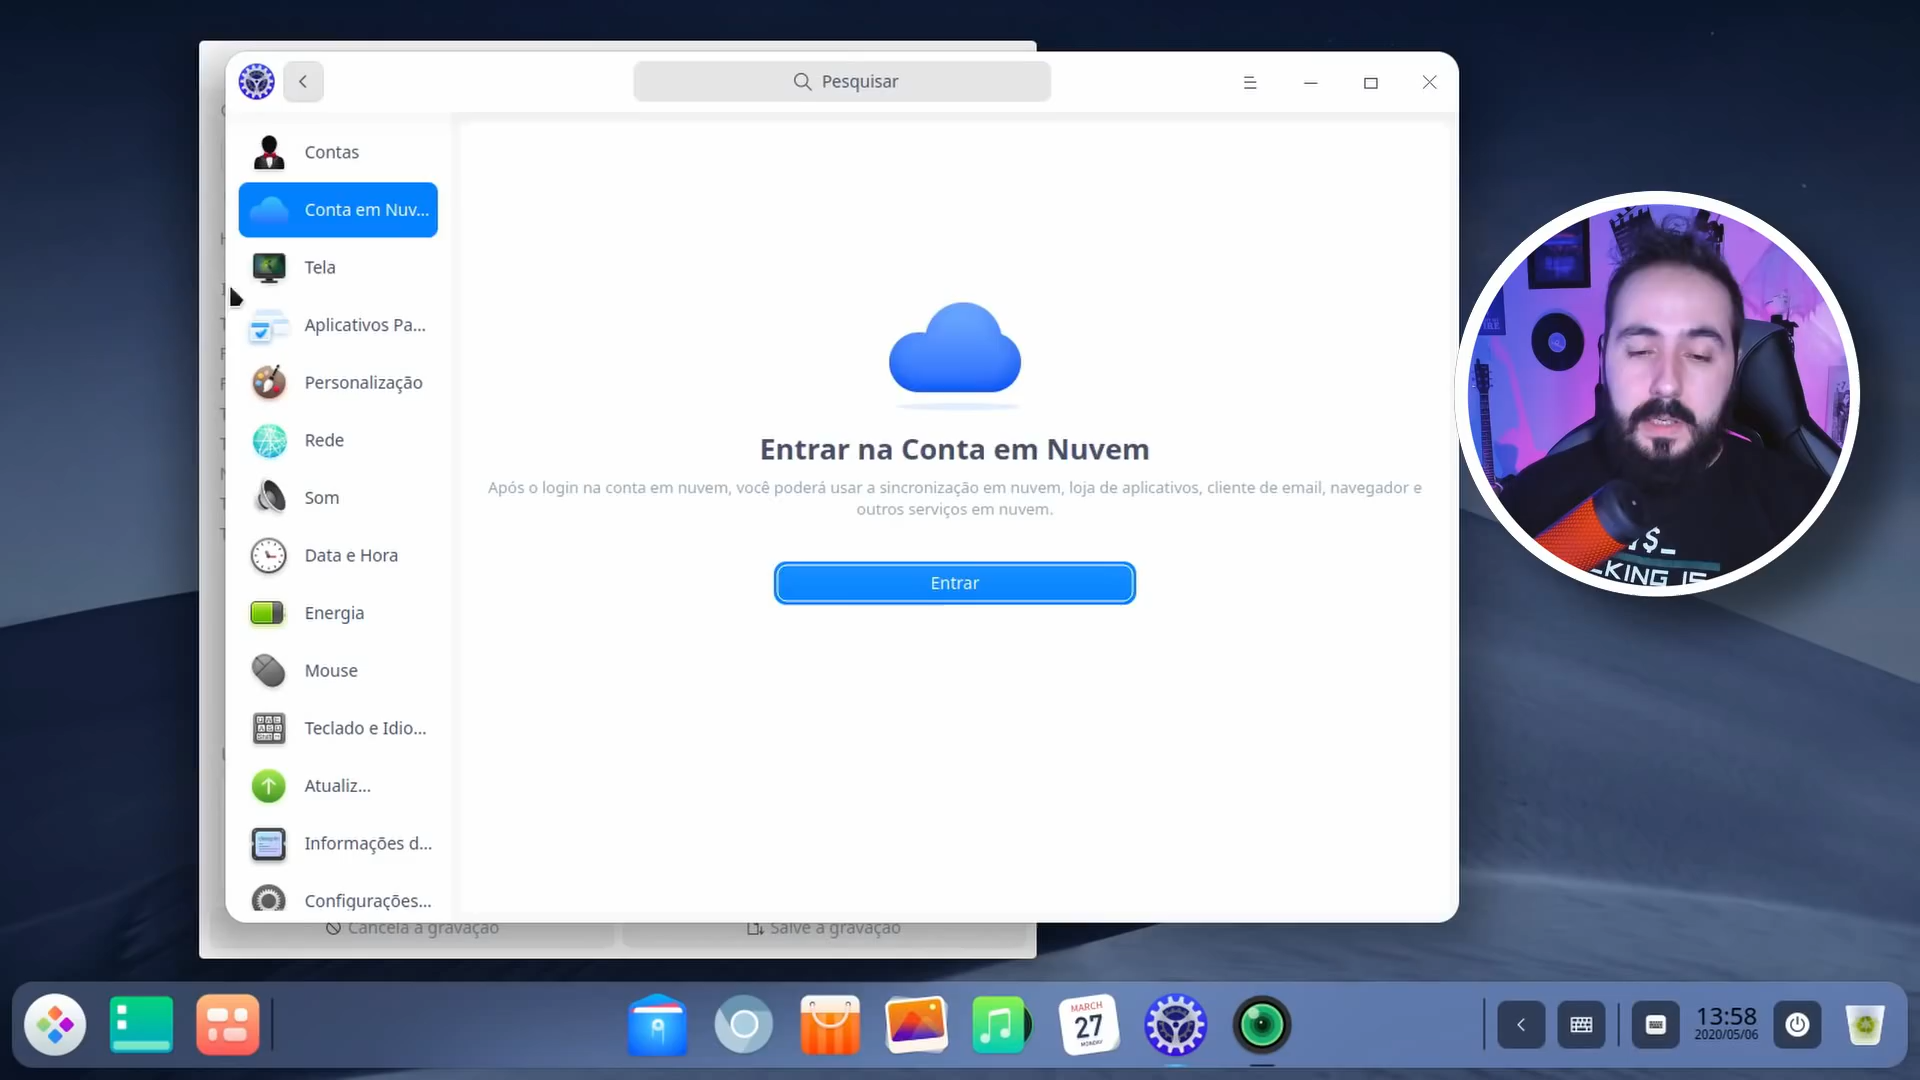 Pesquisar
Contas
Conta em Nuv...
Tela
Aplicativos Pa...
Personalização
Rede
Som
Data e Hora
Energia
Mouse
Teclado e Idio...
Atualiz...
Informações d...
Configurações...
Entrar na Conta em Nuvem
Após o login na conta em nuvem, você poderá usar a sincronização em nuvem, loja de aplicativos, cliente de email, navegador e
outros serviços em nuvem.
Entrar
Cancela a gravação
Salve a gravação
$_
CKING IS
MARCH
27
MONDAY
13:58
2020/05/06